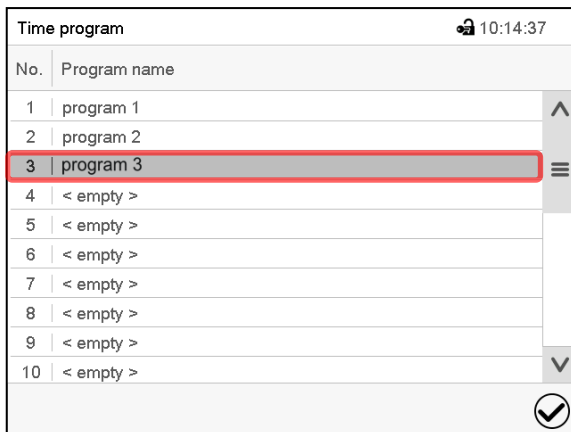 Time program 10:14:37
No. Program name
1 program 1
2 program 2
3 program 3
4 < empty >
5 < empty >
6 < empty >
7 < empty >
8 < empty >
9 < empty >
10 < empty >